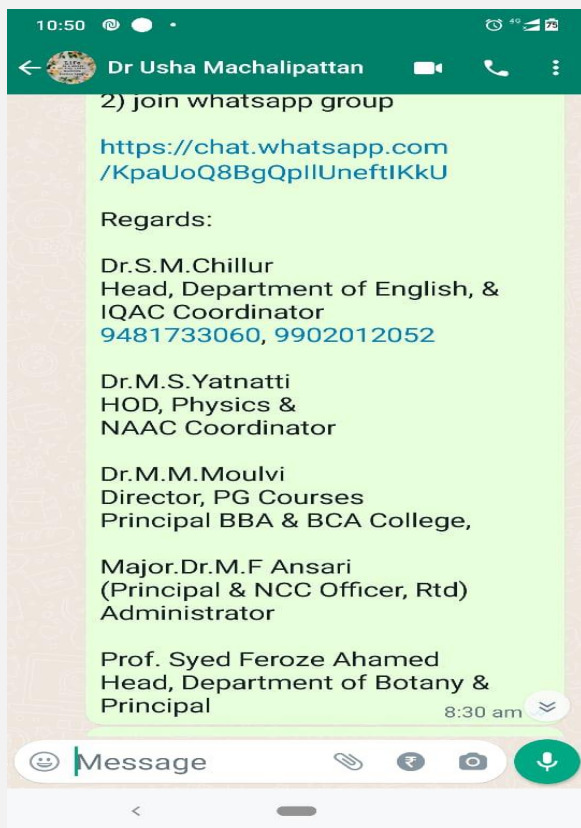 10:50
4G
75
Dr Usha Machalipattan
2) join whatsapp group
https://chat.whatsapp.com
/KpaUoQ8BgQpIlUneftIKkU
Regards:
Dr.S.M.Chillur
Head, Department of English, &
IQAC Coordinator
9481733060, 9902012052
Dr.M.S.Yatnatti
HOD, Physics &
NAAC Coordinator
Dr.M.M.Moulvi
Director, PG Courses
Principal BBA & BCA College,
Major.Dr.M.F Ansari
(Principal & NCC Officer, Rtd)
Administrator
Prof. Syed Feroze Ahamed
Head, Department of Botany &
Principal
8:30 am
Message
₹